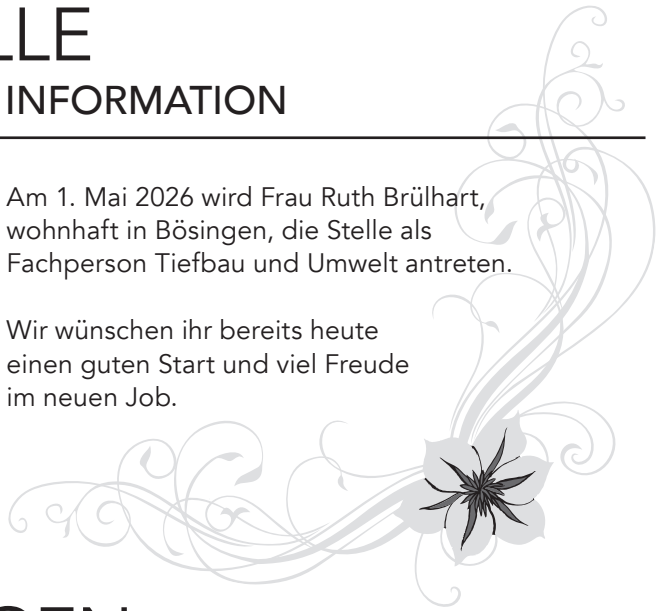 LLE
INFORMATION
Am 1. Mai 2026 wird Frau Ruth Brülhart,
wohnhaft in Bösingen, die Stelle als
Fachperson Tiefbau und Umwelt antreten.
Wir wünschen ihr bereits heute
einen guten Start und viel Freude
im neuen Job.